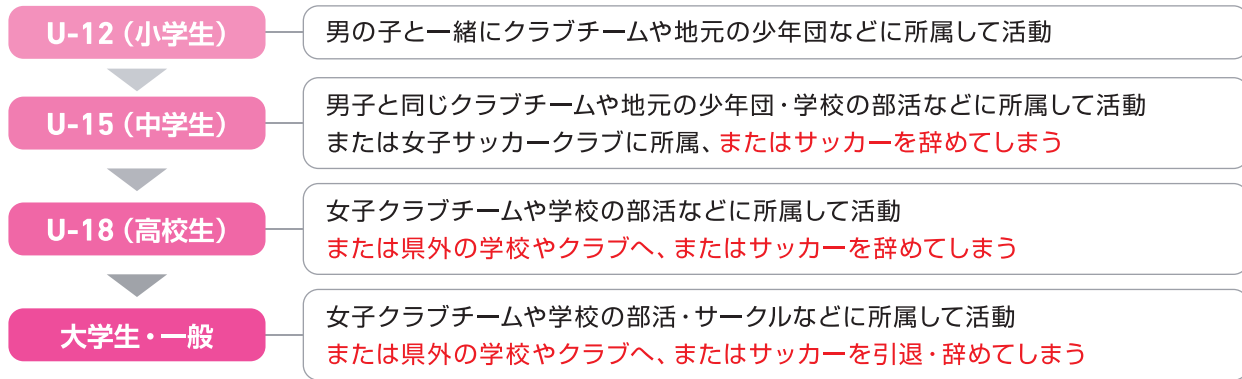 U-12（小学生）
男の子と一緒にクラブチームや地元の少年団などに所属して活動
U-15（中学生）
男子と同じクラブチームや地元の少年団・学校の部活などに所属して活動
または女子サッカークラブに所属、またはサッカーを辞めてしまう
U-18（高校生）
女子クラブチームや学校の部活などに所属して活動
または県外の学校やクラブへ、またはサッカーを辞めてしまう
大学生・一般
女子クラブチームや学校の部活・サークルなどに所属して活動
または県外の学校やクラブへ、またはサッカーを引退・辞めてしまう